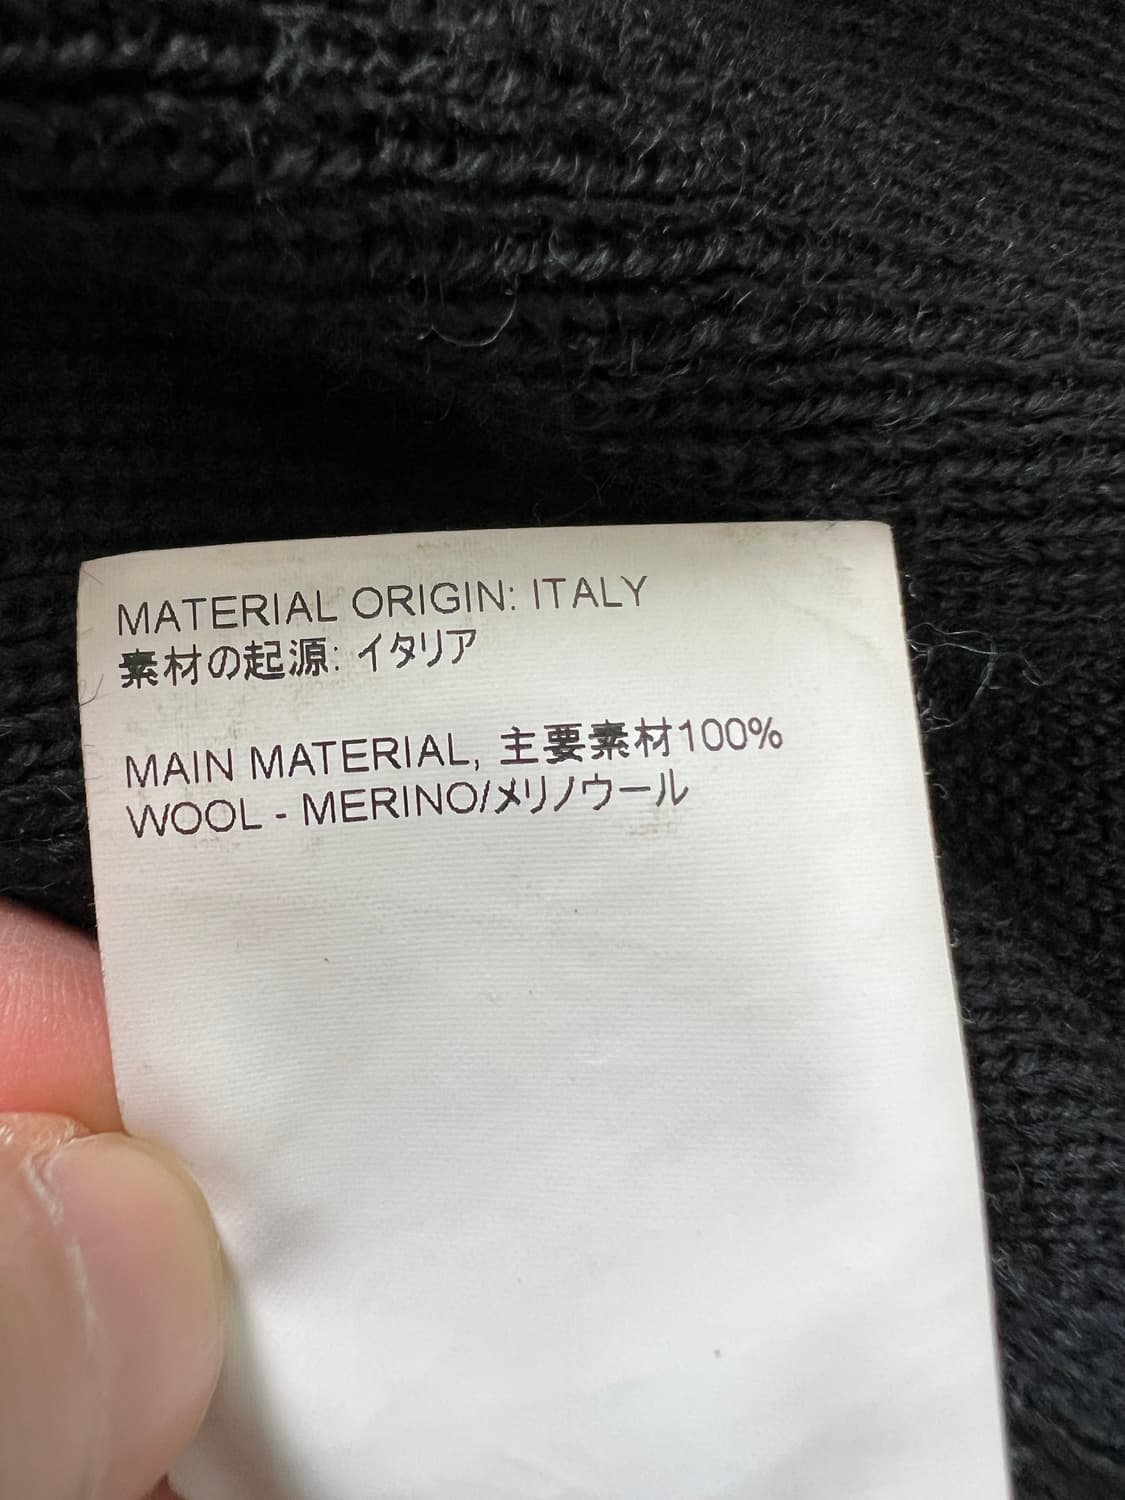 MATERIAL ORIGIN: ITALY
素材の起源: イタリア
MAIN MATERIAL, 主要素材100%
WOOL - MERINO/メリノウール